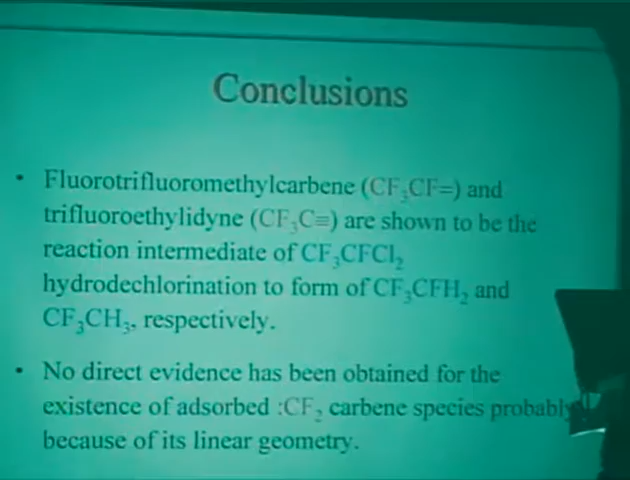 Conclusions
• Fluorotrifluoromethylcarbene (CF₃CF=) and
trifluoroethylidyne (CF₃C≡) are shown to be the
reaction intermediate of CF₃CFCl₂
hydrodechlorination to form of CF₃CFH₂ and
CF₃CH₃, respectively.
• No direct evidence has been obtained for the
existence of adsorbed :CF₂ carbene species probably
because of its linear geometry.